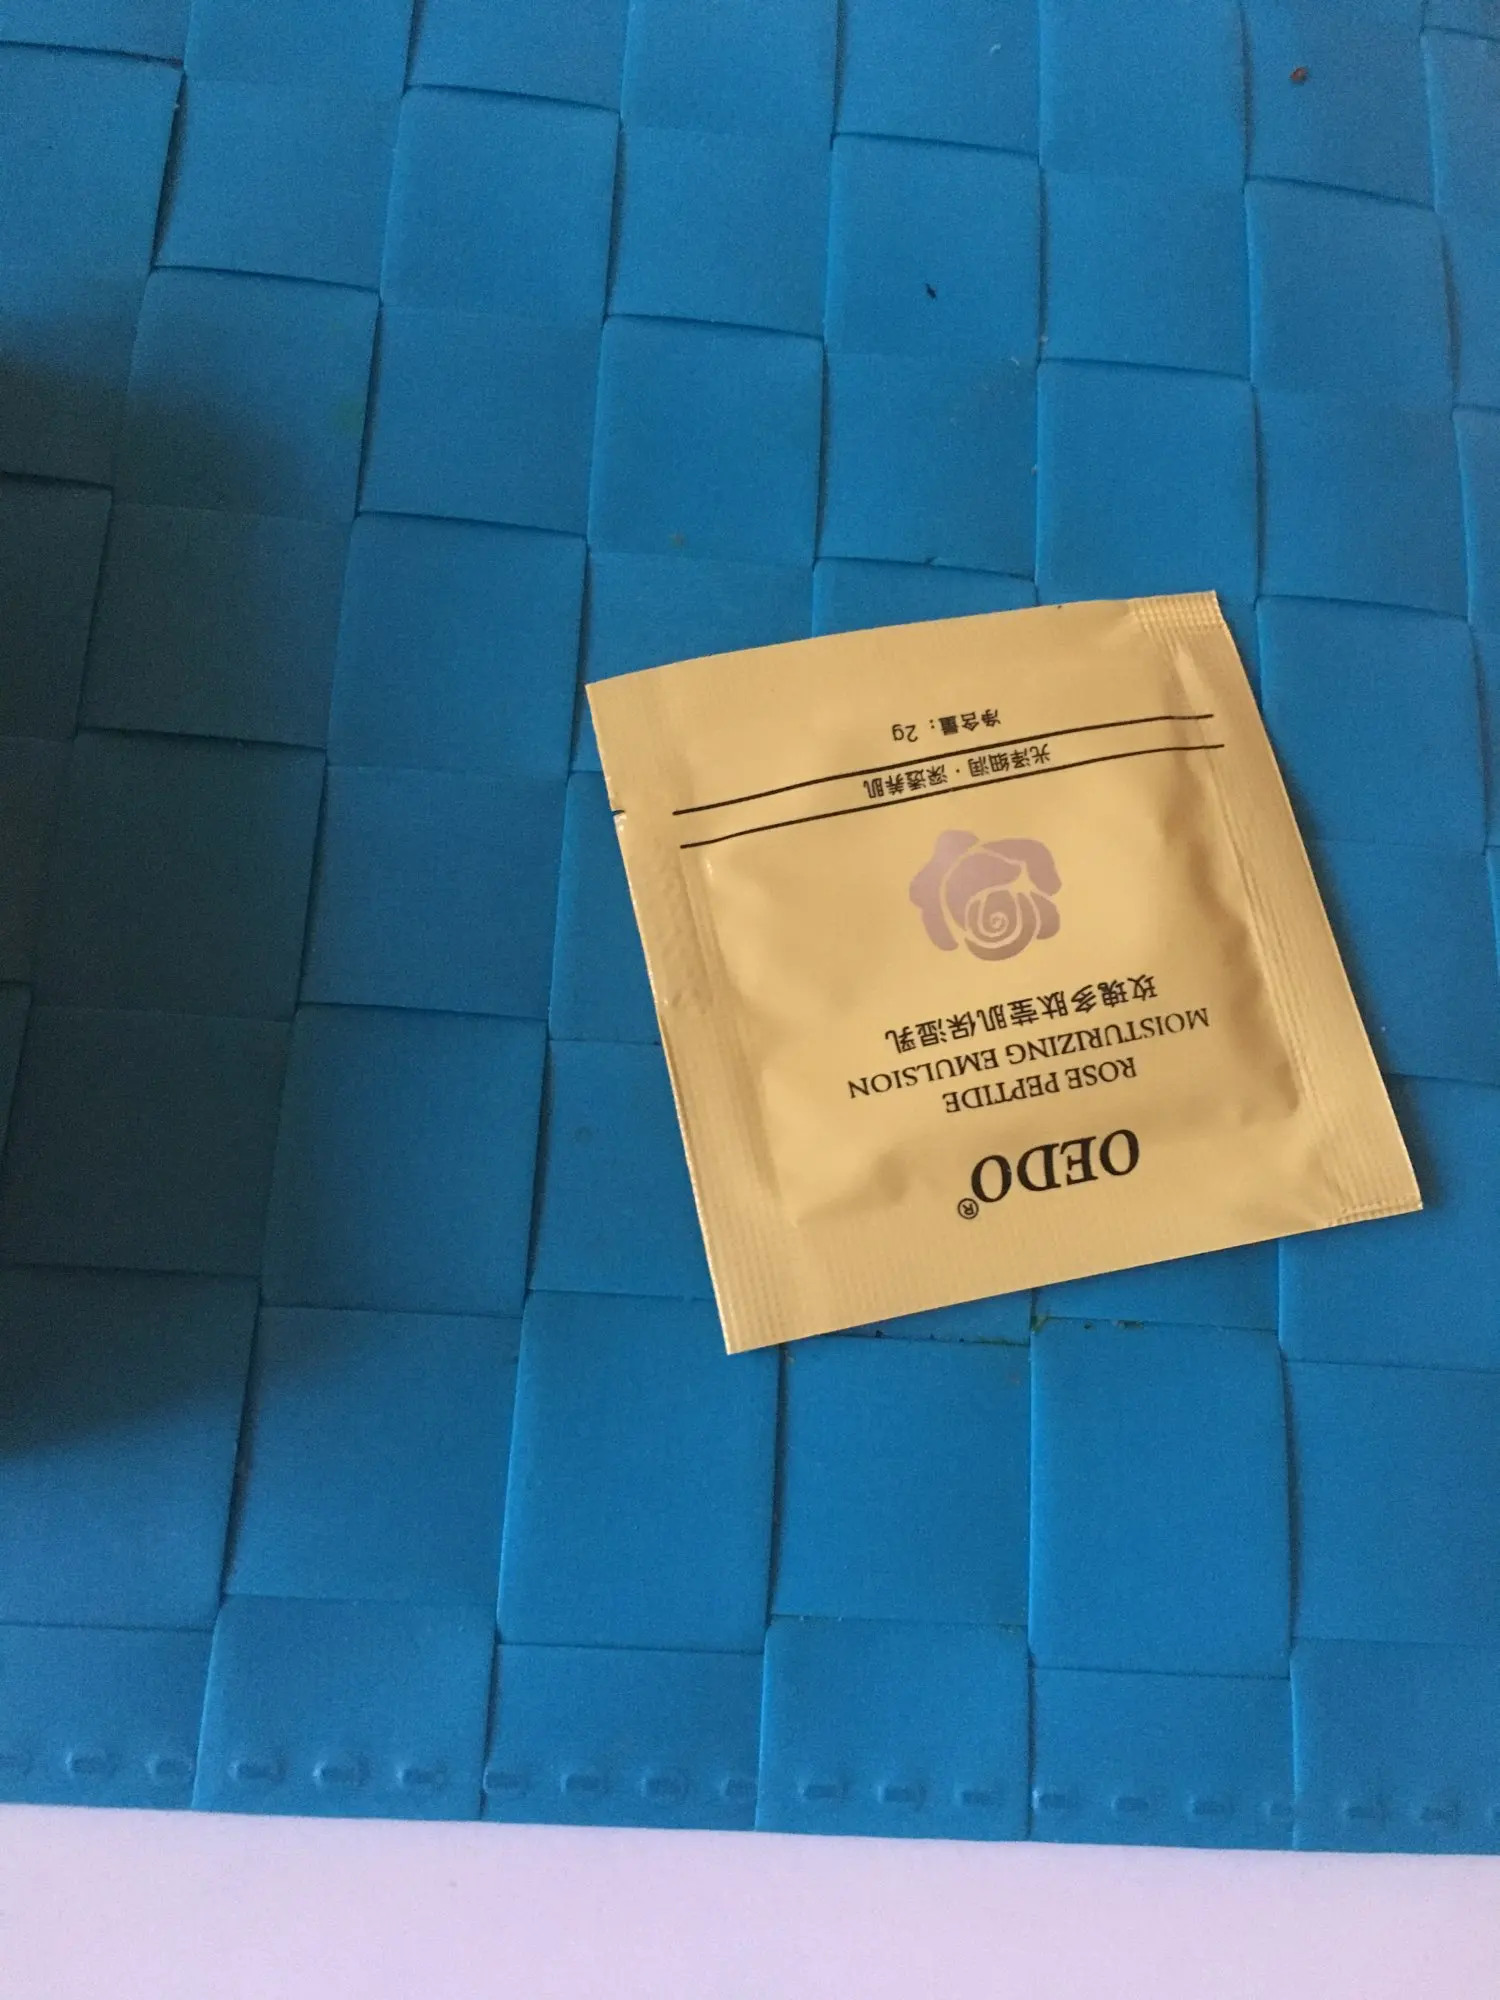 OEDO®
ROSE PEPTIDE
MOISTURIZING EMULSION
玫瑰多肽莹肌保湿乳
光泽细润·深透养肌
净含量：2g